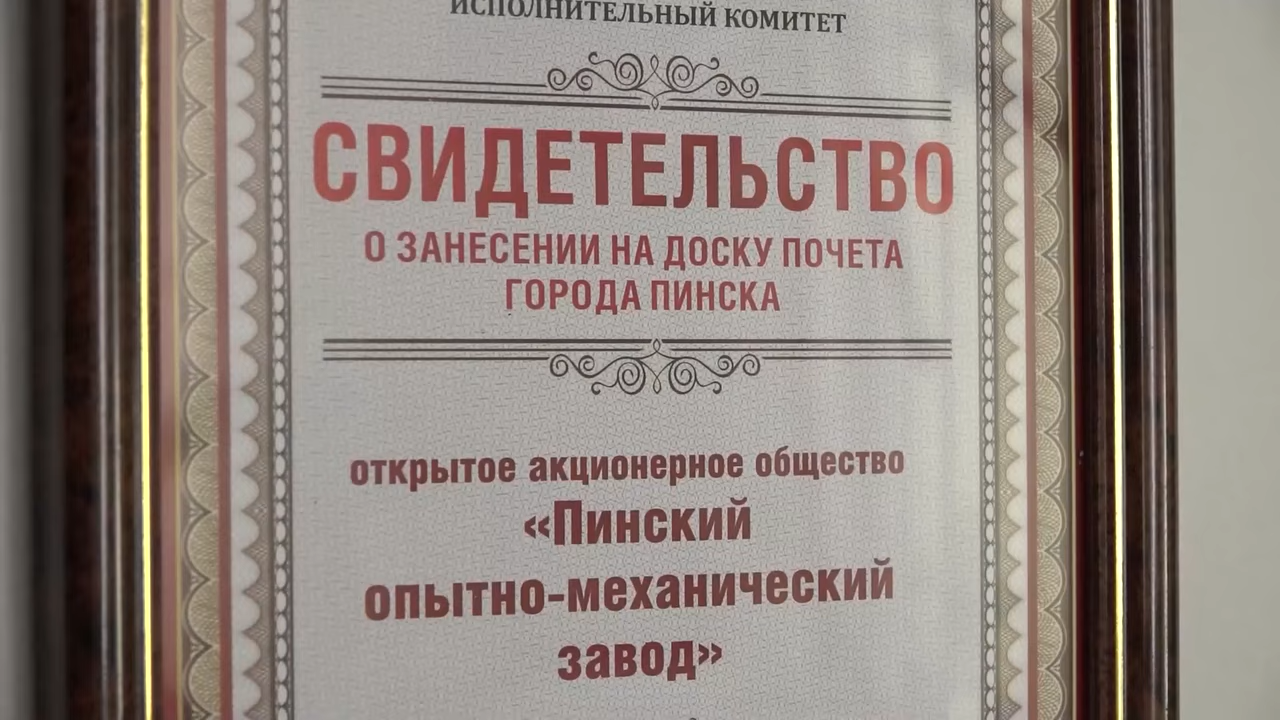 ИСПОЛНИТЕЛЬНЫЙ КОМИТЕТ
СВИДЕТЕЛЬСТВО
О ЗАНЕСЕНИИ НА ДОСКУ ПОЧЕТА
ГОРОДА ПИНСКА
открытое акционерное общество
«Пинский
опытно-механический
завод»